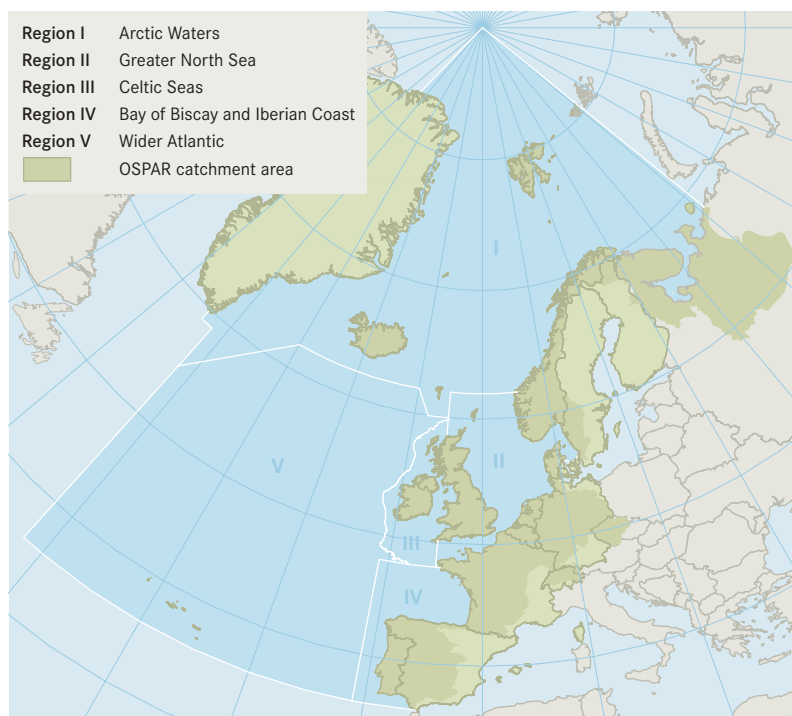 Region I Arctic Waters
Region II Greater North Sea
Region III Celtic Seas
Region IV Bay of Biscay and Iberian Coast
Region V Wider Atlantic
OSPAR catchment area
I
V
II
III
IV